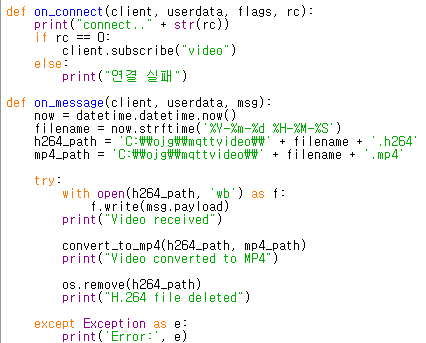 def on_connect(client, userdata, flags, rc):
    print("connect.." + str(rc))
    if rc == 0:
        client.subscribe("video")
    else:
        print("연결 실패")

def on_message(client, userdata, msg):
    now = datetime.datetime.now()
    filename = now.strftime('%Y-%m-%d %H-%M-%S')
    h264_path = 'C:₩₩ojg₩₩mqttvideo₩₩' + filename + '.h264'
    mp4_path = 'C:₩₩ojg₩₩mqttvideo₩₩' + filename + '.mp4'

    try:
        with open(h264_path, 'wb') as f:
            f.write(msg.payload)
        print("Video received")

        convert_to_mp4(h264_path, mp4_path)
        print("Video converted to MP4")

        os.remove(h264_path)
        print("H.264 file deleted")

    except Exception as e:
        print('Error:', e)